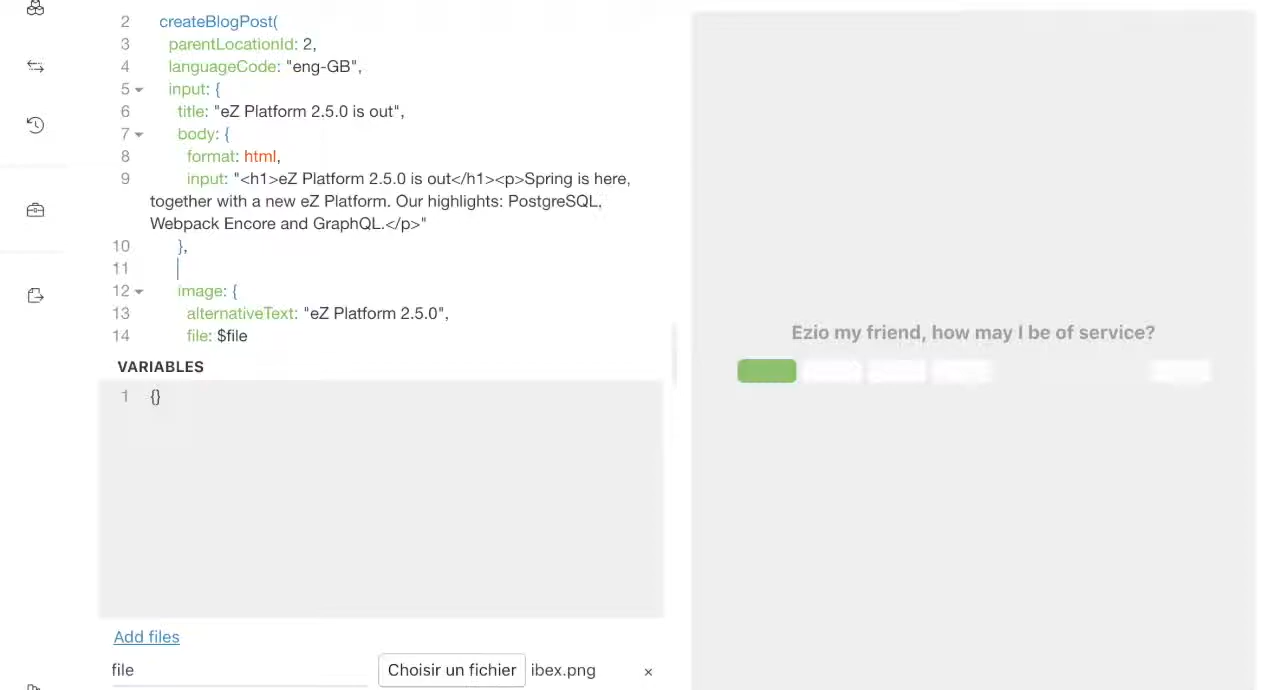 2 createBlogPost(
3 parentLocationId: 2,
4 languageCode: "eng-GB",
5 input: {
6 title: "eZ Platform 2.5.0 is out",
7 body: {
8 format: html,
9 input: "<h1>eZ Platform 2.5.0 is out</h1><p>Spring is here,
together with a new eZ Platform. Our highlights: PostgreSQL,
Webpack Encore and GraphQL.</p>"
10 },
11
12 image: {
13 alternativeText: "eZ Platform 2.5.0",
14 file: $file
VARIABLES
1 {}
Add files
file Choisir un fichier ibex.png ×
Ezio my friend, how may I be of service?